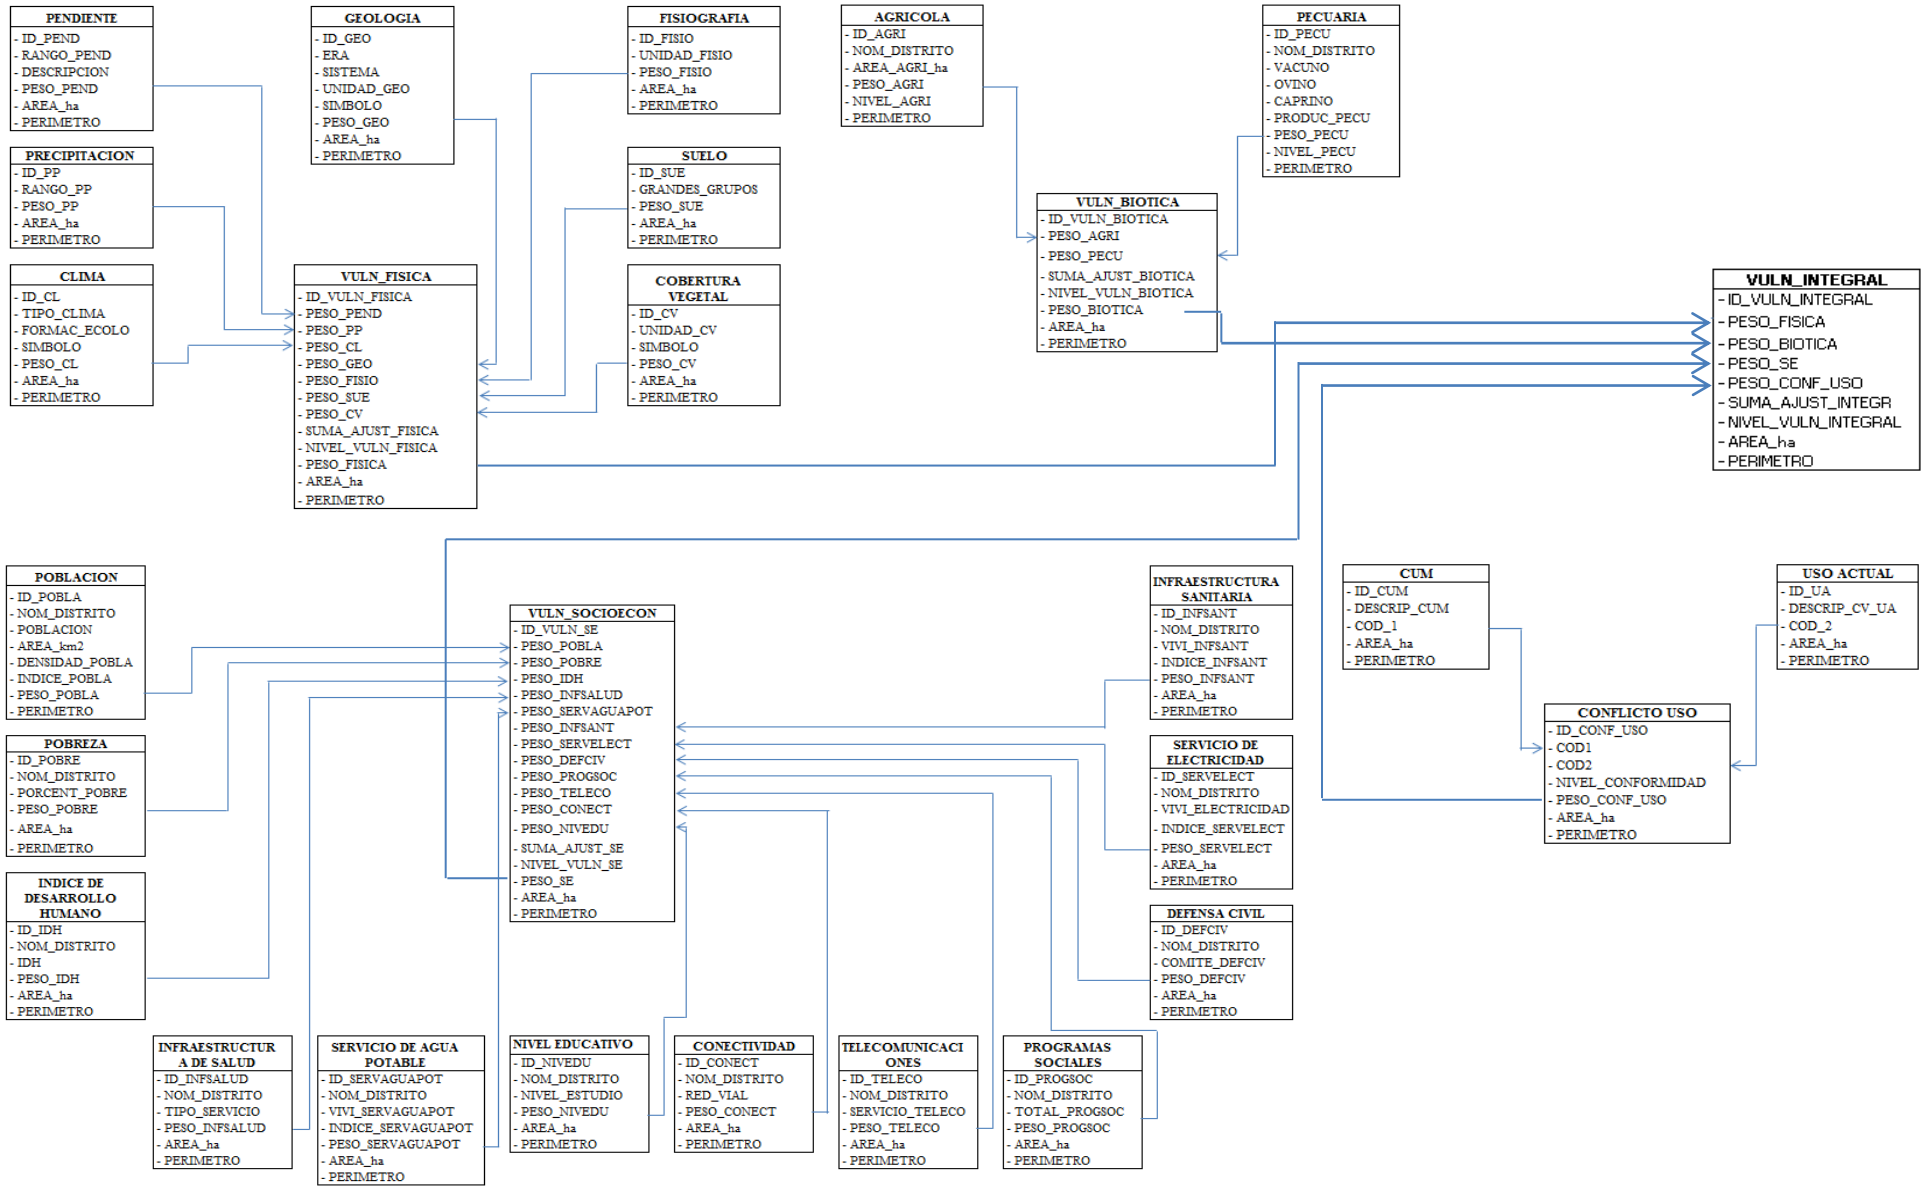 PENDIENTE
- ID_PEND
- RANGO_PEND
- DESCRIPCION
- PESO_PEND
- AREA_ha
- PERIMETRO
GEOLOGIA
- ID_GEO
- ERA
- SISTEMA
- UNIDAD_GEO
- SIMBOLO
- PESO_GEO
- AREA_ha
- PERIMETRO
FISIOGRAFIA
- ID_FISIO
- UNIDAD_FISIO
- PESO_FISIO
- AREA_ha
- PERIMETRO
AGRICOLA
- ID_AGRI
- NOM_DISTRITO
- AREA_AGRI_ha
- PESO_AGRI
- NIVEL_AGRI
- PERIMETRO
PECUARIA
- ID_PECU
- NOM_DISTRITO
- VACUNO
- OVINO
- CAPRINO
- PRODUC_PECU
- PESO_PECU
- NIVEL_PECU
- PERIMETRO
PRECIPITACION
- ID_PP
- RANGO_PP
- PESO_PP
- AREA_ha
- PERIMETRO
SUELO
- ID_SUE
- GRANDES_GRUPOS
- PESO_SUE
- AREA_ha
- PERIMETRO
VULN_BIOTICA
- ID_VULN_BIOTICA
- PESO_AGRI
- PESO_PECU
- SUMA_AJUST_BIOTICA
- NIVEL_VULN_BIOTICA
- PESO_BIOTICA
- AREA_ha
- PERIMETRO
CLIMA
- ID_CL
- TIPO_CLIMA
- FORMAC_ECOLO
- SIMBOLO
- PESO_CL
- AREA_ha
- PERIMETRO
VULN_FISICA
- ID_VULN_FISICA
- PESO_PEND
- PESO_PP
- PESO_CL
- PESO_GEO
- PESO_FISIO
- PESO_SUE
- PESO_CV
- SUMA_AJUST_FISICA
- NIVEL_VULN_FISICA
- PESO_FISICA
- AREA_ha
- PERIMETRO
COBERTURA
VEGETAL
- ID_CV
- UNIDAD_CV
- SIMBOLO
- PESO_CV
- AREA_ha
- PERIMETRO
VULN_INTEGRAL
- ID_VULN_INTEGRAL
- PESO_FISICA
- PESO_BIOTICA
- PESO_SE
- PESO_CONF_USO
- SUMA_AJUST_INTEGR
- NIVEL_VULN_INTEGRAL
- AREA_ha
- PERIMETRO
POBLACION
- ID_POBLA
- NOM_DISTRITO
- POBLACION
- AREA_km2
- DENSIDAD_POBLA
- INDICE_POBLA
- PESO_POBLA
- PERIMETRO
VULN_SOCIOECON
- ID_VULN_SE
- PESO_POBLA
- PESO_POBRE
- PESO_IDH
- PESO_INFSALUD
- PESO_SERVAGUAPOT
- PESO_INFSANT
- PESO_SERVELECT
- PESO_DEFCIV
- PESO_PROGSOC
- PESO_TELECO
- PESO_CONECT
- PESO_NIVEDU
- SUMA_AJUST_SE
- NIVEL_VULN_SE
- PESO_SE
- AREA_ha
- PERIMETRO
INFRAESTRUCTURA
SANITARIA
- ID_INFSANT
- NOM_DISTRITO
- VIVI_INFSANT
- INDICE_INFSANT
- PESO_INFSANT
- AREA_ha
- PERIMETRO
CUM
- ID_CUM
- DESCRIP_CUM
- COD_1
- AREA_ha
- PERIMETRO
USO ACTUAL
- ID_UA
- DESCRIP_CV_UA
- COD_2
- AREA_ha
- PERIMETRO
POBREZA
- ID_POBRE
- NOM_DISTRITO
- PORCENT_POBRE
- PESO_POBRE
- AREA_ha
- PERIMETRO
SERVICIO DE
ELECTRICIDAD
- ID_SERVELECT
- NOM_DISTRITO
- VIVI_ELECTRICIDAD
- INDICE_SERVELECT
- PESO_SERVELECT
- AREA_ha
- PERIMETRO
CONFLICTO USO
- ID_CONF_USO
- COD1
- COD2
- NIVEL_CONFORMIDAD
- PESO_CONF_USO
- AREA_ha
- PERIMETRO
INDICE DE
DESARROLLO
HUMANO
- ID_IDH
- NOM_DISTRITO
- IDH
- PESO_IDH
- AREA_ha
- PERIMETRO
DEFENSA CIVIL
- ID_DEFCIV
- NOM_DISTRITO
- COMITE_DEFCIV
- PESO_DEFCIV
- AREA_ha
- PERIMETRO
INFRAESTRUCTUR
A DE SALUD
- ID_INFSALUD
- NOM_DISTRITO
- TIPO_SERVICIO
- PESO_INFSALUD
- AREA_ha
- PERIMETRO
SERVICIO DE AGUA
POTABLE
- ID_SERVAGUAPOT
- NOM_DISTRITO
- VIVI_SERVAGUAPOT
- INDICE_SERVAGUAPOT
- PESO_SERVAGUAPOT
- AREA_ha
- PERIMETRO
NIVEL EDUCATIVO
- ID_NIVEDU
- NOM_DISTRITO
- NIVEL_ESTUDIO
- PESO_NIVEDU
- AREA_ha
- PERIMETRO
CONECTIVIDAD
- ID_CONECT
- NOM_DISTRITO
- RED_VIAL
- PESO_CONECT
- AREA_ha
- PERIMETRO
TELECOMUNICACI
ONES
- ID_TELECO
- NOM_DISTRITO
- SERVICIO_TELECO
- PESO_TELECO
- AREA_ha
- PERIMETRO
PROGRAMAS
SOCIALES
- ID_PROGSOC
- NOM_DISTRITO
- TOTAL_PROGSOC
- PESO_PROGSOC
- AREA_ha
- PERIMETRO